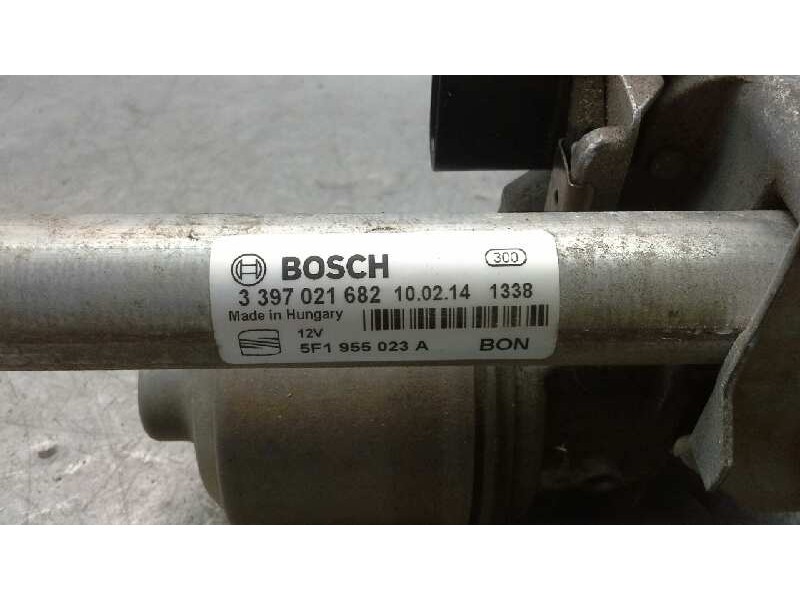 BOSCH 300
3 397 021 682 10.02.14 1338
Made in Hungary
12V
5F1 955 023 A BON